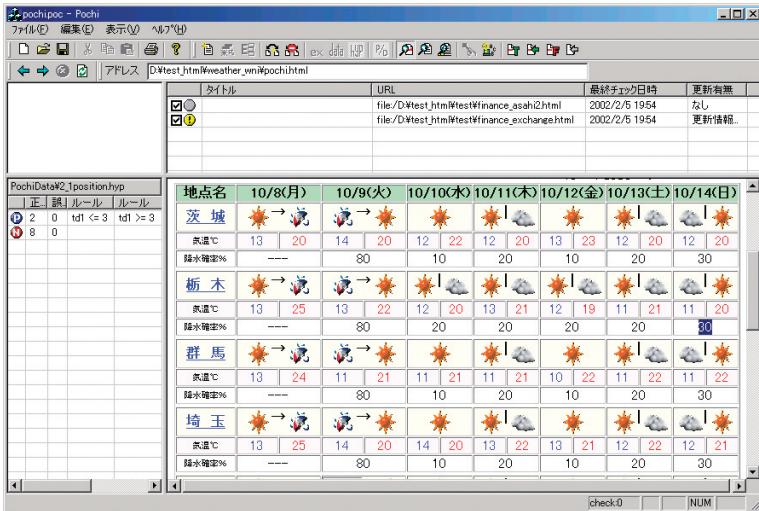 pochipoc - Pochi
ファイル(F) 編集(E) 表示(V) ヘルプ(H)
ex
アドレス D:¥test_html¥weather_wni¥pochi.html
タイトル URL 最終チェック日時 更新有無
file:/D:¥test_html¥test¥finance_asahi2.html 2002/2/5 19:54 なし
file:/D:¥test_html¥test¥finance_exchange.html 2002/2/5 19:54 更新情報...
PochiData¥2_1position.hyp
正... 誤... ルール ルール
P 2 0 td1 <= 3 td1 >= 3
N 8 0
地点名 10/8(月) 10/9(火) 10/10(水) 10/11(木) 10/12(金) 10/13(土) 10/14(日)
茨 城
気温℃ 13 20 14 20 12 22 12 20 13 23 12 20 12 20
降水確率% --- 80 10 20 10 20 30
栃 木
気温℃ 13 25 13 22 12 20 13 21 12 19 11 21 11 20
降水確率% --- 80 20 20 20 20 30
群 馬
気温℃ 13 24 11 21 11 21 11 21 10 22 11 22 11 22
降水確率% --- 80 10 20 10 20 30
埼 玉
気温℃ 13 25 14 20 14 20 13 22 13 21 12 22 12 21
降水確率% --- 80 10 20 10 20 30
check:0 NUM